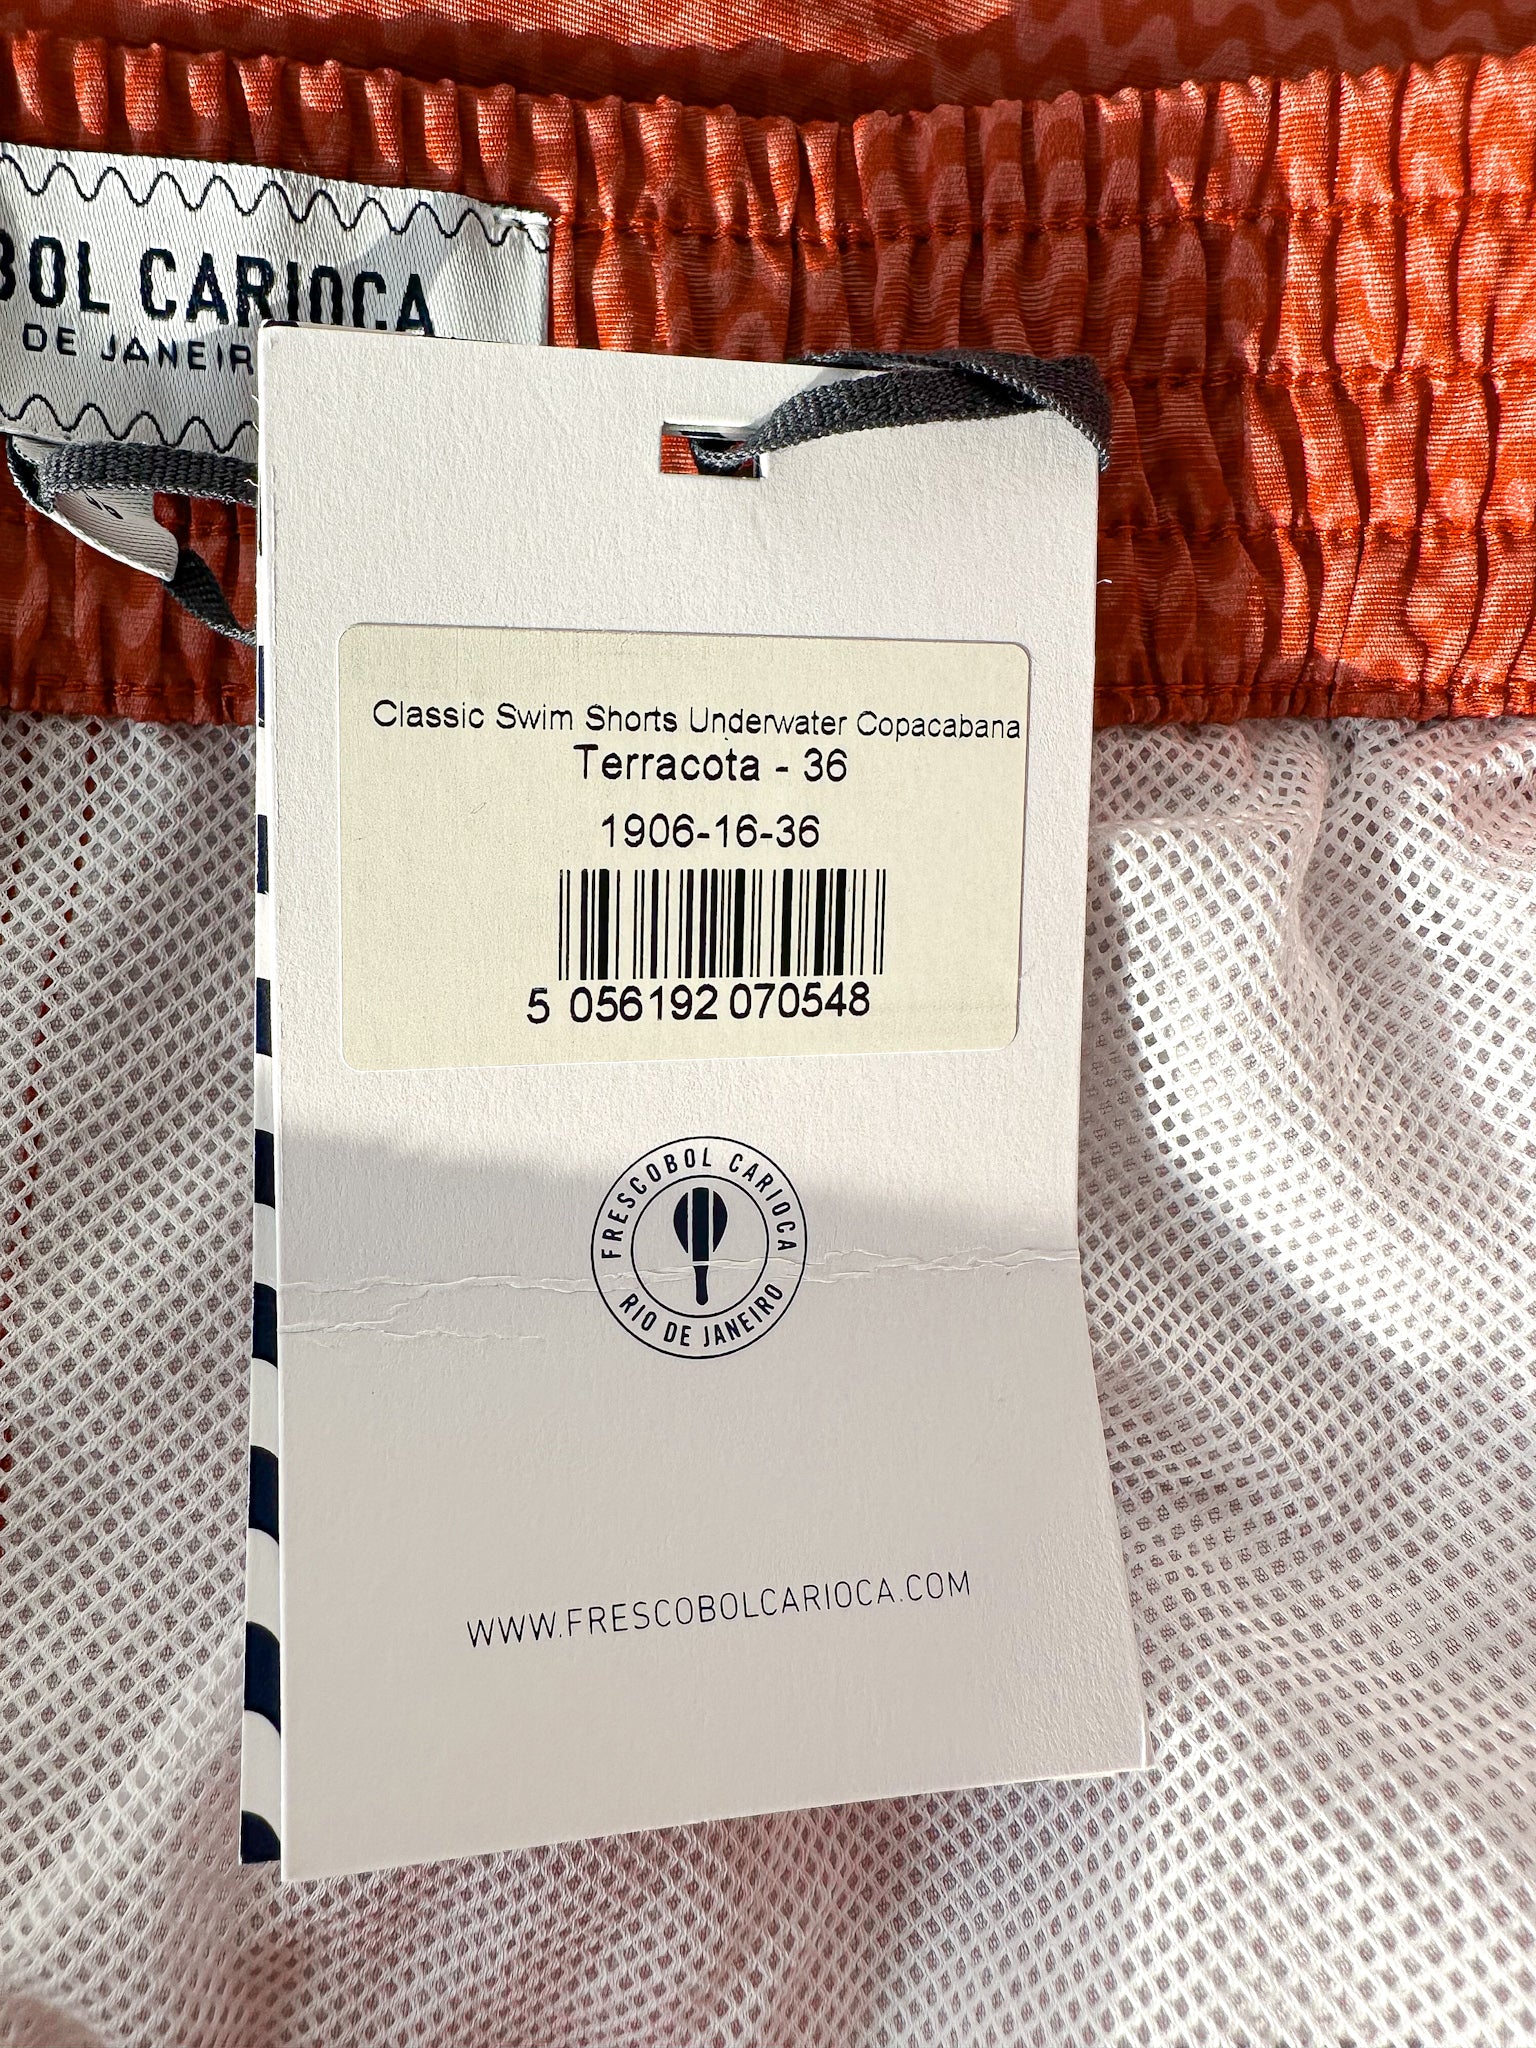 BOL CARIOCA
DE JANEIR
Classic Swim Shorts Underwater Copacabana
Terracota - 36
1906-16-36
5 056192 070548
FRESCOBOL CARIOCA
RIO DE JANEIRO
WWW.FRESCOBOLCARIOCA.COM